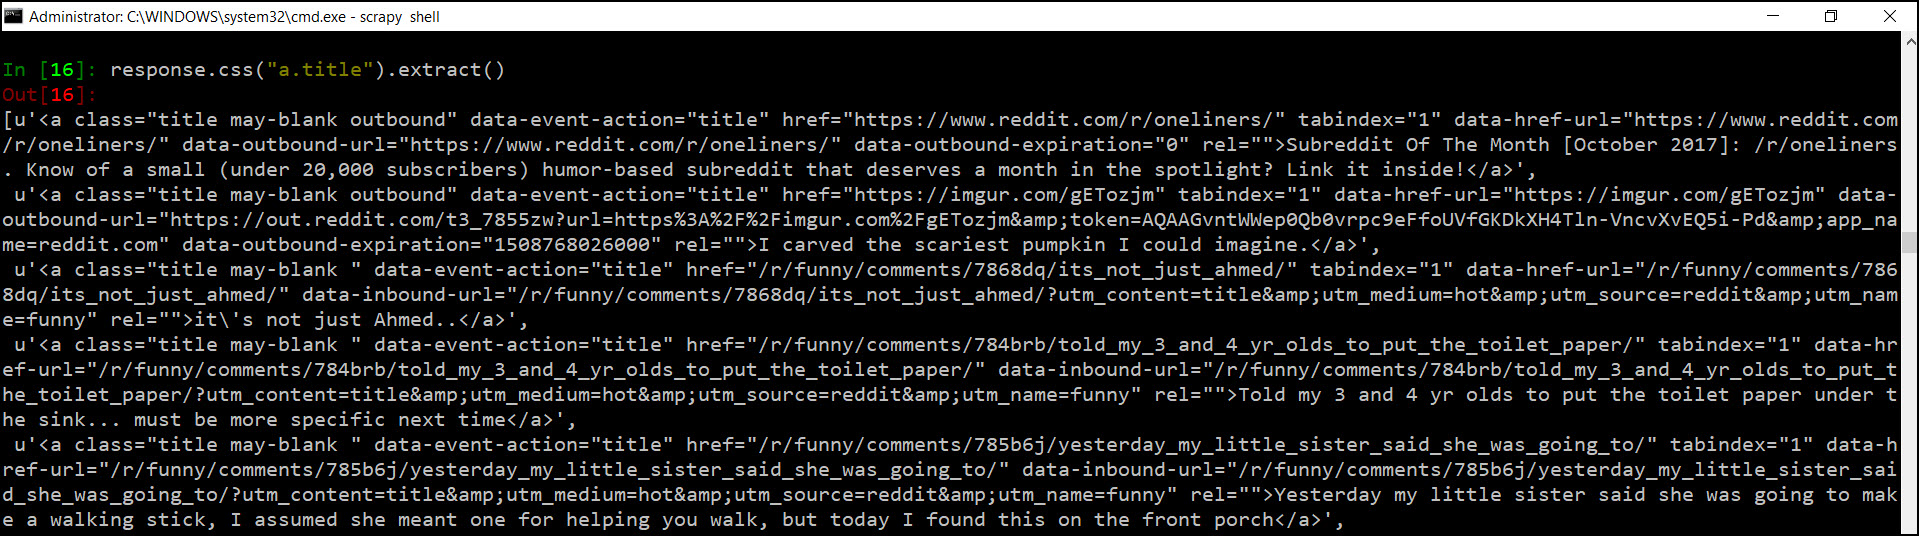 Administrator: C:\WINDOWS\system32\cmd.exe - scrapy  shell
In [16]: response.css("a.title").extract()
Out[16]:
[u'<a class="title may-blank outbound" data-event-action="title" href="https://www.reddit.com/r/oneliners/" tabindex="1" data-href-url="https://www.reddit.com
/r/oneliners/" data-outbound-url="https://www.reddit.com/r/oneliners/" data-outbound-expiration="0" rel="">Subreddit Of The Month [October 2017]: /r/oneliners
. Know of a small (under 20,000 subscribers) humor-based subreddit that deserves a month in the spotlight? Link it inside!</a>',
 u'<a class="title may-blank outbound" data-event-action="title" href="https://imgur.com/gETozjm" tabindex="1" data-href-url="https://imgur.com/gETozjm" data-
outbound-url="https://out.reddit.com/t3_7855zw?url=https%3A%2F%2Fimgur.com%2FgETozjm&amp;token=AQAAGvntWWep0Qb0vrpc9eFfoUVfGKDkXH4Tln-VncvXvEQ5i-Pd&amp;app_na
me=reddit.com" data-outbound-expiration="1508768026000" rel="">I carved the scariest pumpkin I could imagine.</a>',
 u'<a class="title may-blank " data-event-action="title" href="/r/funny/comments/7868dq/its_not_just_ahmed/" tabindex="1" data-href-url="/r/funny/comments/786
8dq/its_not_just_ahmed/" data-inbound-url="/r/funny/comments/7868dq/its_not_just_ahmed/?utm_content=title&amp;utm_medium=hot&amp;utm_source=reddit&amp;utm_nam
e=funny" rel="">it\'s not just Ahmed..</a>',
 u'<a class="title may-blank " data-event-action="title" href="/r/funny/comments/784brb/told_my_3_and_4_yr_olds_to_put_the_toilet_paper/" tabindex="1" data-hr
ef-url="/r/funny/comments/784brb/told_my_3_and_4_yr_olds_to_put_the_toilet_paper/" data-inbound-url="/r/funny/comments/784brb/told_my_3_and_4_yr_olds_to_put_t
he_toilet_paper/?utm_content=title&amp;utm_medium=hot&amp;utm_source=reddit&amp;utm_name=funny" rel="">Told my 3 and 4 yr olds to put the toilet paper under t
he sink... must be more specific next time</a>',
 u'<a class="title may-blank " data-event-action="title" href="/r/funny/comments/785b6j/yesterday_my_little_sister_said_she_was_going_to/" tabindex="1" data-h
ref-url="/r/funny/comments/785b6j/yesterday_my_little_sister_said_she_was_going_to/" data-inbound-url="/r/funny/comments/785b6j/yesterday_my_little_sister_sai
d_she_was_going_to/?utm_content=title&amp;utm_medium=hot&amp;utm_source=reddit&amp;utm_name=funny" rel="">Yesterday my little sister said she was going to mak
e a walking stick, I assumed she meant one for helping you walk, but today I found this on the front porch</a>',